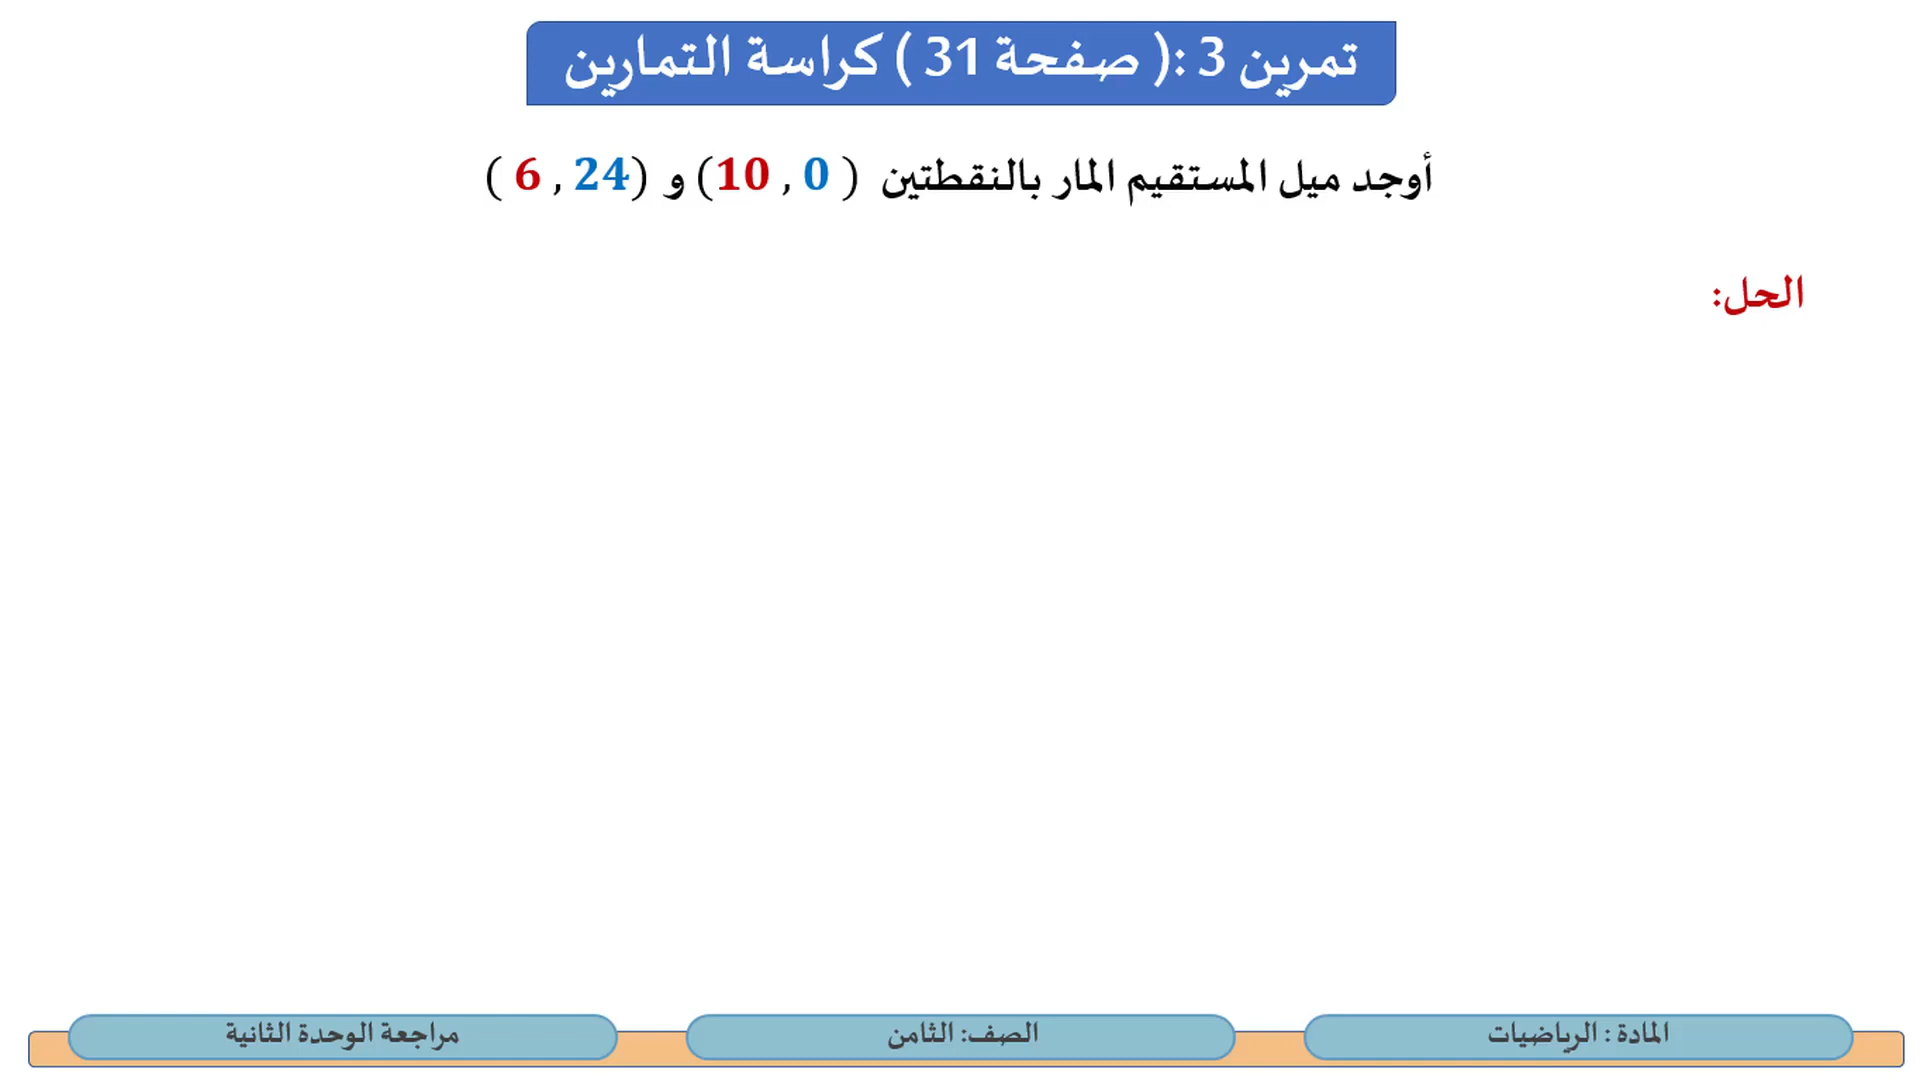 تمرين 3 :( صفحة 31 ) كراسة التمارين
أوجد ميل المستقيم المار بالنقطتين (10 , 0 ) و ( 6 , 24)
الحل:
المادة : الرياضيات
الصف: الثامن
مراجعة الوحدة الثانية